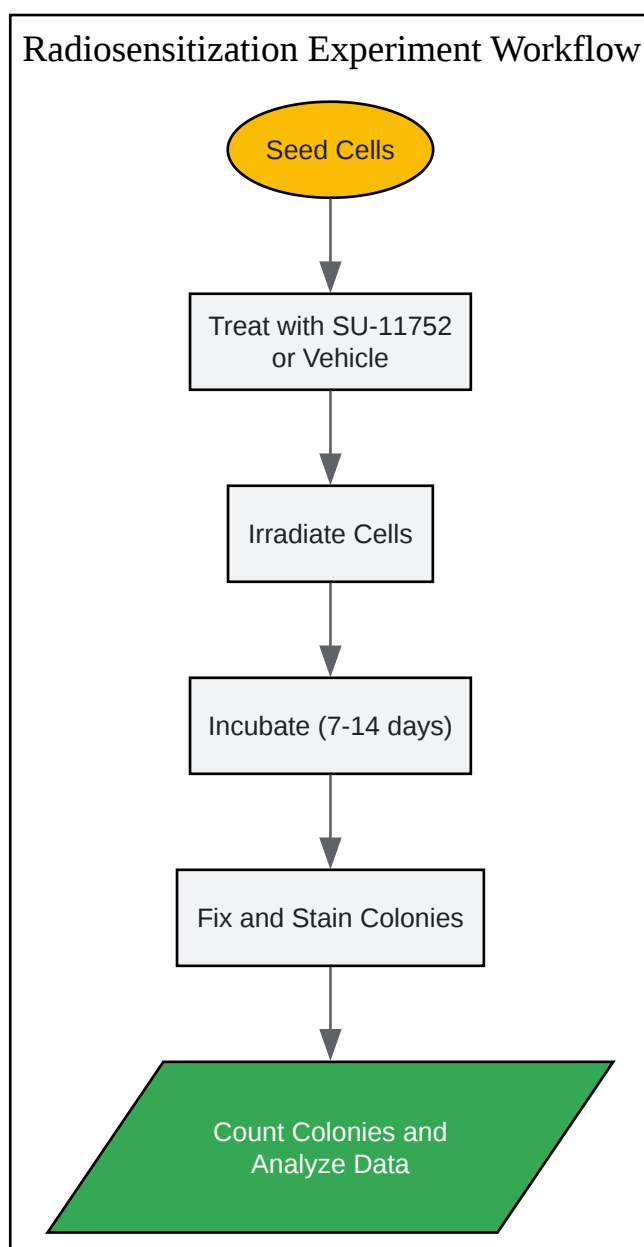 Radiosensitization Experiment Workflow
Seed Cells
Treat with SU-11752
or Vehicle
Irradiate Cells
Incubate (7-14 days)
Fix and Stain Colonies
Count Colonies and
Analyze Data